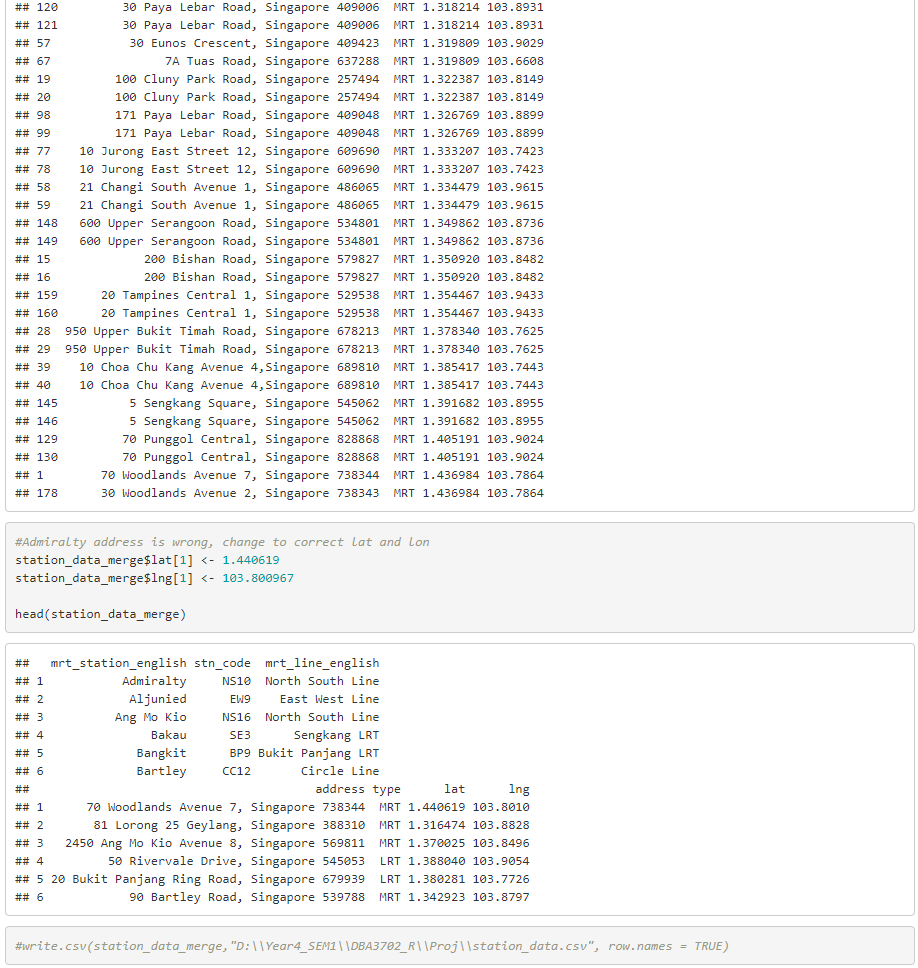 ## 120         30 Paya Lebar Road, Singapore 409006  MRT 1.318214 103.8931
## 121         30 Paya Lebar Road, Singapore 409006  MRT 1.318214 103.8931
## 57          30 Eunos Crescent, Singapore 409423  MRT 1.319809 103.9029
## 67               7A Tuas Road, Singapore 637288  MRT 1.319809 103.6608
## 19        100 Cluny Park Road, Singapore 257494  MRT 1.322387 103.8149
## 20        100 Cluny Park Road, Singapore 257494  MRT 1.322387 103.8149
## 98        171 Paya Lebar Road, Singapore 409048  MRT 1.326769 103.8899
## 99        171 Paya Lebar Road, Singapore 409048  MRT 1.326769 103.8899
## 77   10 Jurong East Street 12, Singapore 609690  MRT 1.333207 103.7423
## 78   10 Jurong East Street 12, Singapore 609690  MRT 1.333207 103.7423
## 58   21 Changi South Avenue 1, Singapore 486065  MRT 1.334479 103.9615
## 59   21 Changi South Avenue 1, Singapore 486065  MRT 1.334479 103.9615
## 148  600 Upper Serangoon Road, Singapore 534801  MRT 1.349862 103.8736
## 149  600 Upper Serangoon Road, Singapore 534801  MRT 1.349862 103.8736
## 15            200 Bishan Road, Singapore 579827  MRT 1.350920 103.8482
## 16            200 Bishan Road, Singapore 579827  MRT 1.350920 103.8482
## 159     20 Tampines Central 1, Singapore 529538  MRT 1.354467 103.9433
## 160     20 Tampines Central 1, Singapore 529538  MRT 1.354467 103.9433
## 28  950 Upper Bukit Timah Road, Singapore 678213  MRT 1.378340 103.7625
## 29  950 Upper Bukit Timah Road, Singapore 678213  MRT 1.378340 103.7625
## 39   10 Choa Chu Kang Avenue 4,Singapore 689810  MRT 1.385417 103.7443
## 40   10 Choa Chu Kang Avenue 4,Singapore 689810  MRT 1.385417 103.7443
## 145         5 Sengkang Square, Singapore 545062  MRT 1.391682 103.8955
## 146         5 Sengkang Square, Singapore 545062  MRT 1.391682 103.8955
## 129        70 Punggol Central, Singapore 828868  MRT 1.405191 103.9024
## 130        70 Punggol Central, Singapore 828868  MRT 1.405191 103.9024
## 1        70 Woodlands Avenue 7, Singapore 738344  MRT 1.436984 103.7864
## 178     30 Woodlands Avenue 2, Singapore 738343  MRT 1.436984 103.7864
#Admiralty address is wrong, change to correct lat and lon
station_data_merge$lat[1] <- 1.440619
station_data_merge$lng[1] <- 103.800967
head(station_data_merge)
##   mrt_station_english stn_code  mrt_line_english
## 1           Admiralty     NS10  North South Line
## 2            Aljunied      EW9    East West Line
## 3          Ang Mo Kio     NS16  North South Line
## 4               Bakau      SE3      Sengkang LRT
## 5             Bangkit      BP9 Bukit Panjang LRT
## 6             Bartley     CC12       Circle Line
##                                        address type      lat      lng
## 1      70 Woodlands Avenue 7, Singapore 738344  MRT 1.440619 103.8010
## 2       81 Lorong 25 Geylang, Singapore 388310  MRT 1.316474 103.8828
## 3   2450 Ang Mo Kio Avenue 8, Singapore 569811  MRT 1.370025 103.8496
## 4         50 Rivervale Drive, Singapore 545053  LRT 1.388040 103.9054
## 5 20 Bukit Panjang Ring Road, Singapore 679939  LRT 1.380281 103.7726
## 6            90 Bartley Road, Singapore 539788  MRT 1.342923 103.8797
#write.csv(station_data_merge,"D:\\Year4_SEM1\\DBA3702_R\\Proj\\station_data.csv", row.names = TRUE)